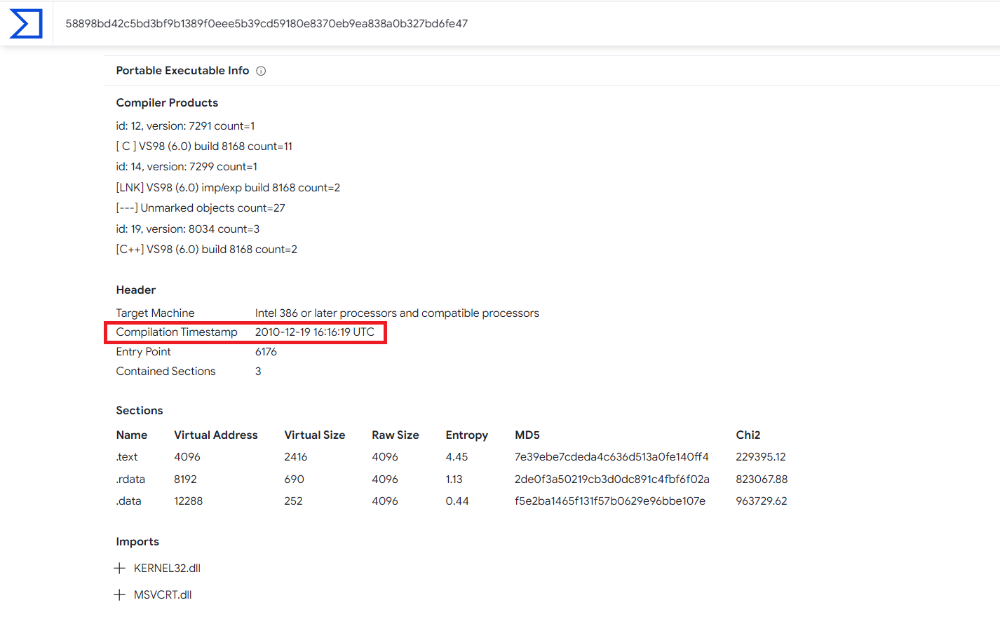 58898bd42c5bd3bf9b1389f0eee5b39cd59180e8370eb9ea838a0b327bd6fe47
Portable Executable Info
Compiler Products
id: 12, version: 7291 count=1
[ C ] VS98 (6.0) build 8168 count=11
id: 14, version: 7299 count=1
[LNK] VS98 (6.0) imp/exp build 8168 count=2
[---] Unmarked objects count=27
id: 19, version: 8034 count=3
[C++] VS98 (6.0) build 8168 count=2
Header
Target Machine Intel 386 or later processors and compatible processors
Compilation Timestamp 2010-12-19 16:16:19 UTC
Entry Point 6176
Contained Sections 3
Sections
Name Virtual Address Virtual Size Raw Size Entropy MD5 Chi2
.text 4096 2416 4096 4.45 7e39ebe7cdeda4c636d513a0fe140ff4 229395.12
.rdata 8192 690 4096 1.13 2de0f3a50219cb3d0dc891c4fbf6f02a 823067.88
.data 12288 252 4096 0.44 f5e2ba1465f131f57b0629e96bbe107e 963729.62
Imports
KERNEL32.dll
MSVCRT.dll